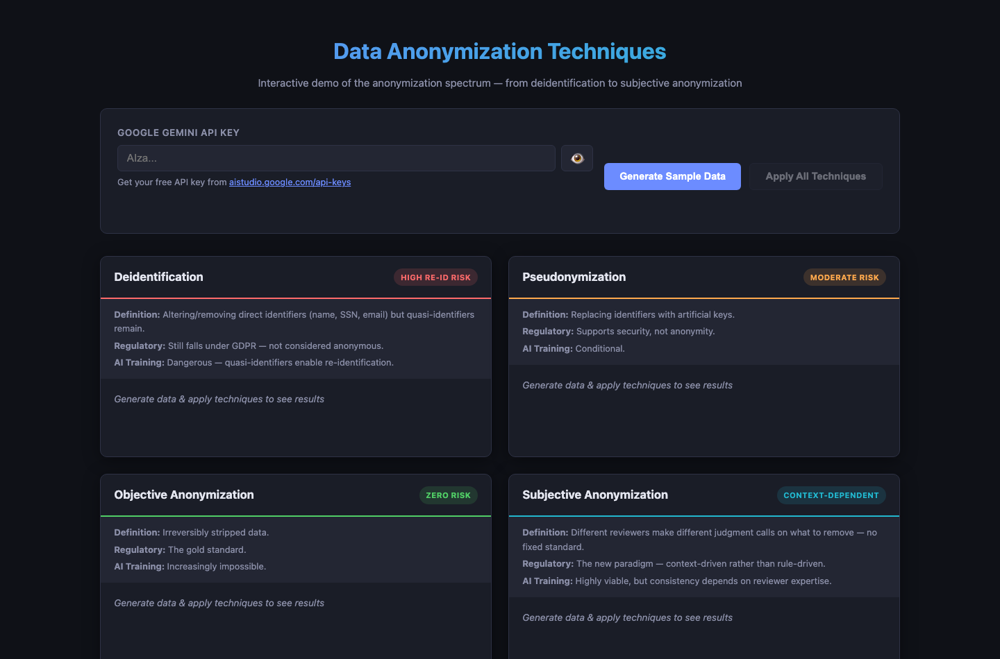 Data Anonymization Techniques
Interactive demo of the anonymization spectrum — from deidentification to subjective anonymization
GOOGLE GEMINI API KEY
AIza...
Get your free API key from aistudio.google.com/api-keys
Generate Sample Data
Apply All Techniques
Deidentification
HIGH RE-ID RISK
Definition: Altering/removing direct identifiers (name, SSN, email) but quasi-identifiers
remain.
Regulatory: Still falls under GDPR — not considered anonymous.
AI Training: Dangerous — quasi-identifiers enable re-identification.
Generate data & apply techniques to see results
Pseudonymization
MODERATE RISK
Definition: Replacing identifiers with artificial keys.
Regulatory: Supports security, not anonymity.
AI Training: Conditional.
Generate data & apply techniques to see results
Objective Anonymization
ZERO RISK
Definition: Irreversibly stripped data.
Regulatory: The gold standard.
AI Training: Increasingly impossible.
Generate data & apply techniques to see results
Subjective Anonymization
CONTEXT-DEPENDENT
Definition: Different reviewers make different judgment calls on what to remove — no
fixed standard.
Regulatory: The new paradigm — context-driven rather than rule-driven.
AI Training: Highly viable, but consistency depends on reviewer expertise.
Generate data & apply techniques to see results